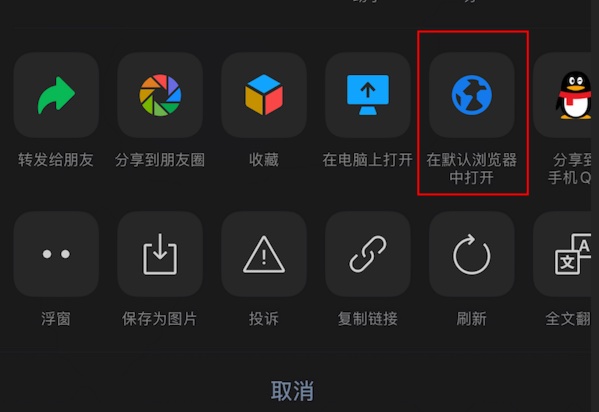 转发给朋友
分享到朋友圈
收藏
在电脑上打开
在默认浏览器
中打开
分享到
手机Q
浮窗
保存为图片
投诉
复制链接
刷新
全文翻
取消